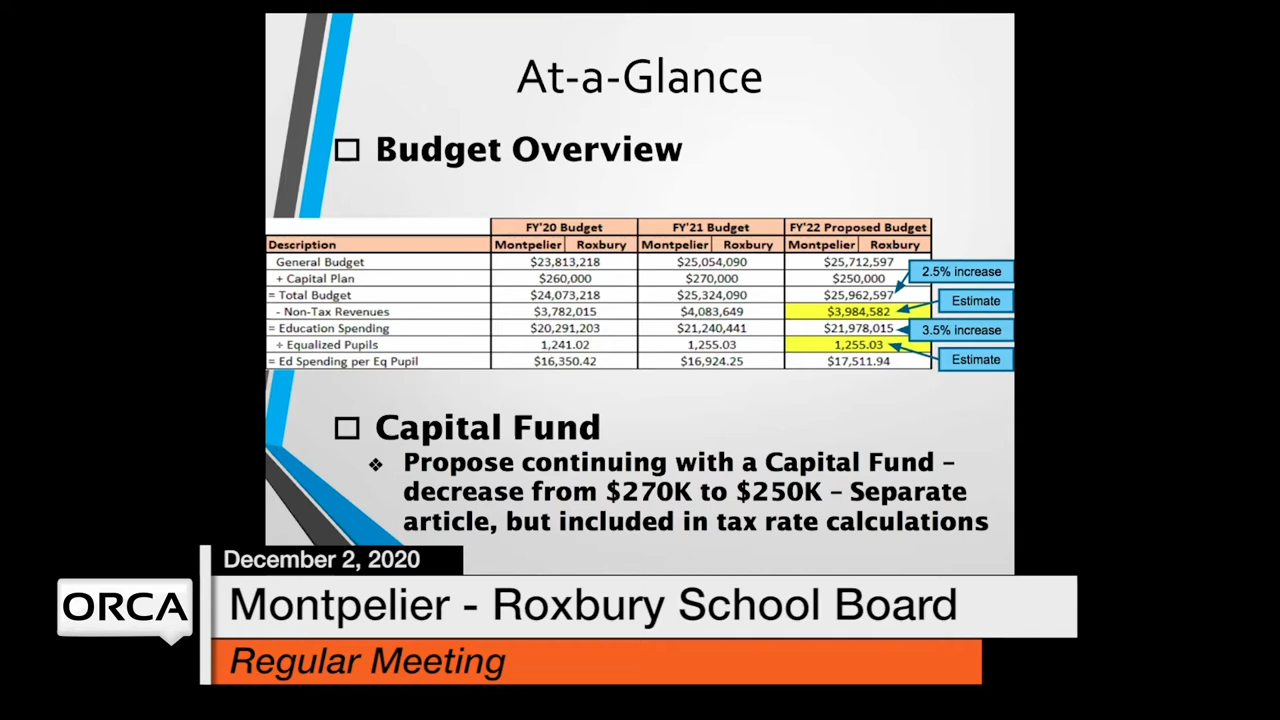 At-a-Glance
Budget Overview
FY'20 Budget FY'21 Budget FY'22 Proposed Budget
Description Montpelier Roxbury Montpelier Roxbury Montpelier Roxbury
General Budget $23,813,218 $25,054,090 $25,712,597
+ Capital Plan $260,000 $270,000 $250,000
2.5% increase
= Total Budget $24,073,218 $25,324,090 $25,962,597
Estimate
- Non-Tax Revenues $3,782,015 $4,083,649 $3,984,582
= Education Spending $20,291,203 $21,240,441 $21,978,015
3.5% increase
÷ Equalized Pupils 1,241.02 1,255.03 1,255.03
Estimate
= Ed Spending per Eq Pupil $16,350.42 $16,924.25 $17,511.94
Capital Fund
❖ Propose continuing with a Capital Fund –
decrease from $270K to $250K – Separate
article, but included in tax rate calculations
December 2, 2020
ORCA
Montpelier - Roxbury School Board
Regular Meeting